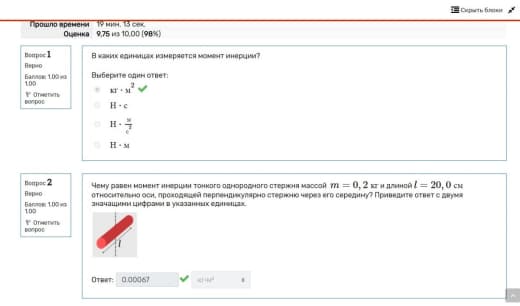 Скрыть блоки
Прошло времени 19 мин. 13 сек.
Оценка 9,75 из 10,00 (98%)
Вопрос 1
Верно
Баллов: 1,00 из 1,00
Отметить вопрос
В каких единицах измеряется момент инерции?
Выберите один ответ:
кг · м²
Н · с
Н · м/с²
Н · м
Вопрос 2
Верно
Баллов: 1,00 из 1,00
Отметить вопрос
Чему равен момент инерции тонкого однородного стержня массой m = 0, 2 кг и длиной l = 20, 0 см
относительно оси, проходящей перпендикулярно стержню через его середину? Приведите ответ с двумя
значащими цифрами в указанных единицах.
l
Ответ: 0.00067 кг·м²